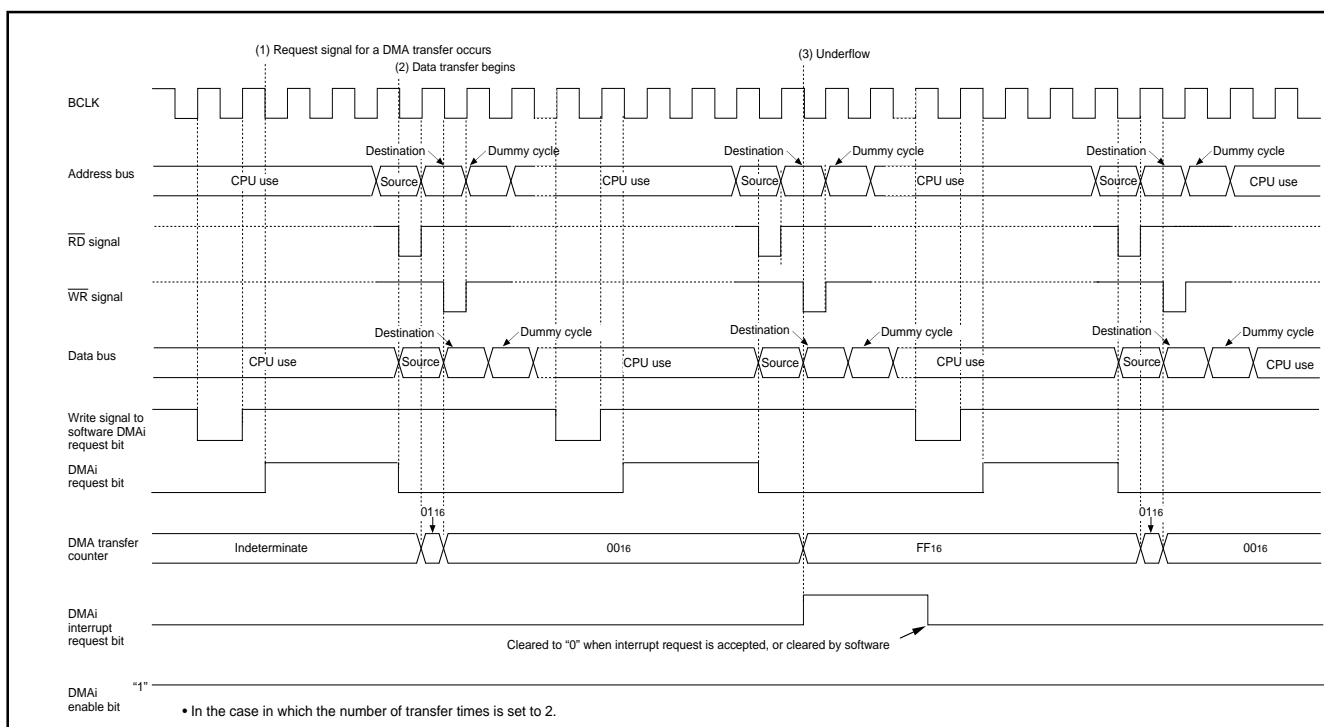 (1) Request signal for a DMA transfer occurs
(3) Underflow
(2) Data transfer begins
BCLK
Destination
Dummy cycle
Destination
Dummy cycle
Destination
Dummy cycle
Address bus
CPU use
Source
CPU use
Source
CPU use
Source
CPU use
RD signal
WR signal
Destination
Dummy cycle
Destination
Dummy cycle
Destination
Dummy cycle
Data bus
CPU use
Source
CPU use
Source
CPU use
Source
CPU use
Write signal to
software DMAi
request bit
DMAi
request bit
0116
0116
DMA transfer
counter
Indeterminate
0016
FF16
0016
DMAi
interrupt
request bit
Cleared to “0” when interrupt request is accepted, or cleared by software
DMAi
enable bit
“1”
• In the case in which the number of transfer times is set to 2.